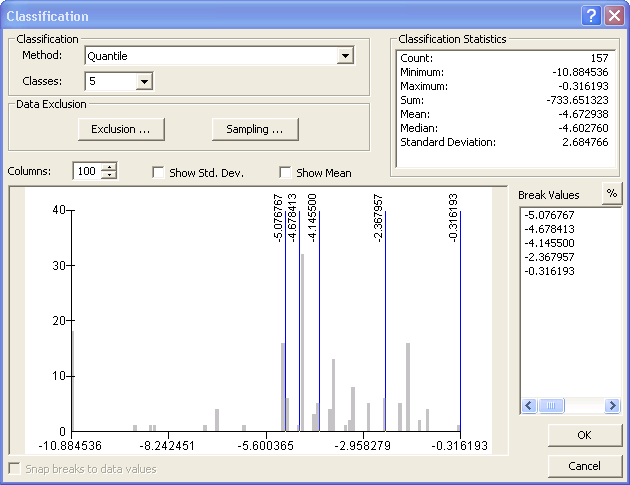 Classification
Classification
Method: Quantile
Classes: 5
Data Exclusion
Exclusion ...
Sampling ...
Columns: 100
Show Std. Dev.
Show Mean
Classification Statistics
Count: 157
Minimum: -10.884536
Maximum: -0.316193
Sum: -733.651323
Mean: -4.672938
Median: -4.602760
Standard Deviation: 2.684766
Break Values
%
-5.076767
-4.678413
-4.145500
-2.367957
-0.316193
-5.076767
-4.678413
-4.145500
-2.367957
-0.316193
40
30
20
10
0
-10.884536 -8.242451 -5.600365 -2.958279 -0.316193
Snap breaks to data values
OK
Cancel